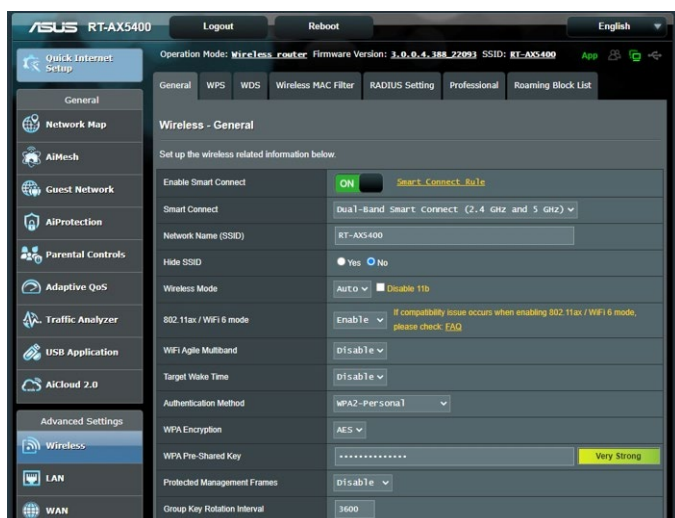 ASUS RT-AX5400 Logout Reboot English
Quick Internet Setup
Operation Mode: Wireless router Firmware Version: 3.0.0.4.388_22093 SSID: RT-AX5400 App
General WPS WDS Wireless MAC Filter RADIUS Setting Professional Roaming Block List
General
Network Map
AiMesh
Guest Network
AiProtection
Parental Controls
Adaptive QoS
Traffic Analyzer
USB Application
AiCloud 2.0
Advanced Settings
Wireless
LAN
WAN
Wireless - General
Set up the wireless related information below.
Enable Smart Connect ON Smart Connect Rule
Smart Connect Dual-Band Smart Connect (2.4 GHz and 5 GHz)
Network Name (SSID) RT-AX5400
Hide SSID Yes No
Wireless Mode Auto Disable 11b
802.11ax / WiFi 6 mode Enable If compatibility issue occurs when enabling 802.11ax / WiFi 6 mode,
please check: FAQ
WiFi Agile Multiband Disable
Target Wake Time Disable
Authentication Method WPA2-Personal
WPA Encryption AES
WPA Pre-Shared Key •••••••••••••• Very Strong
Protected Management Frames Disable
Group Key Rotation Interval 3600